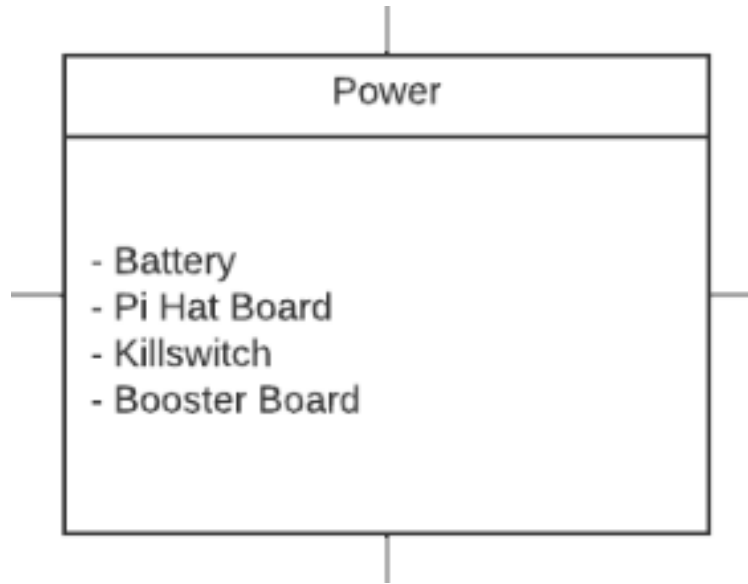 Power
- Battery
- Pi Hat Board
- Killswitch
- Booster Board